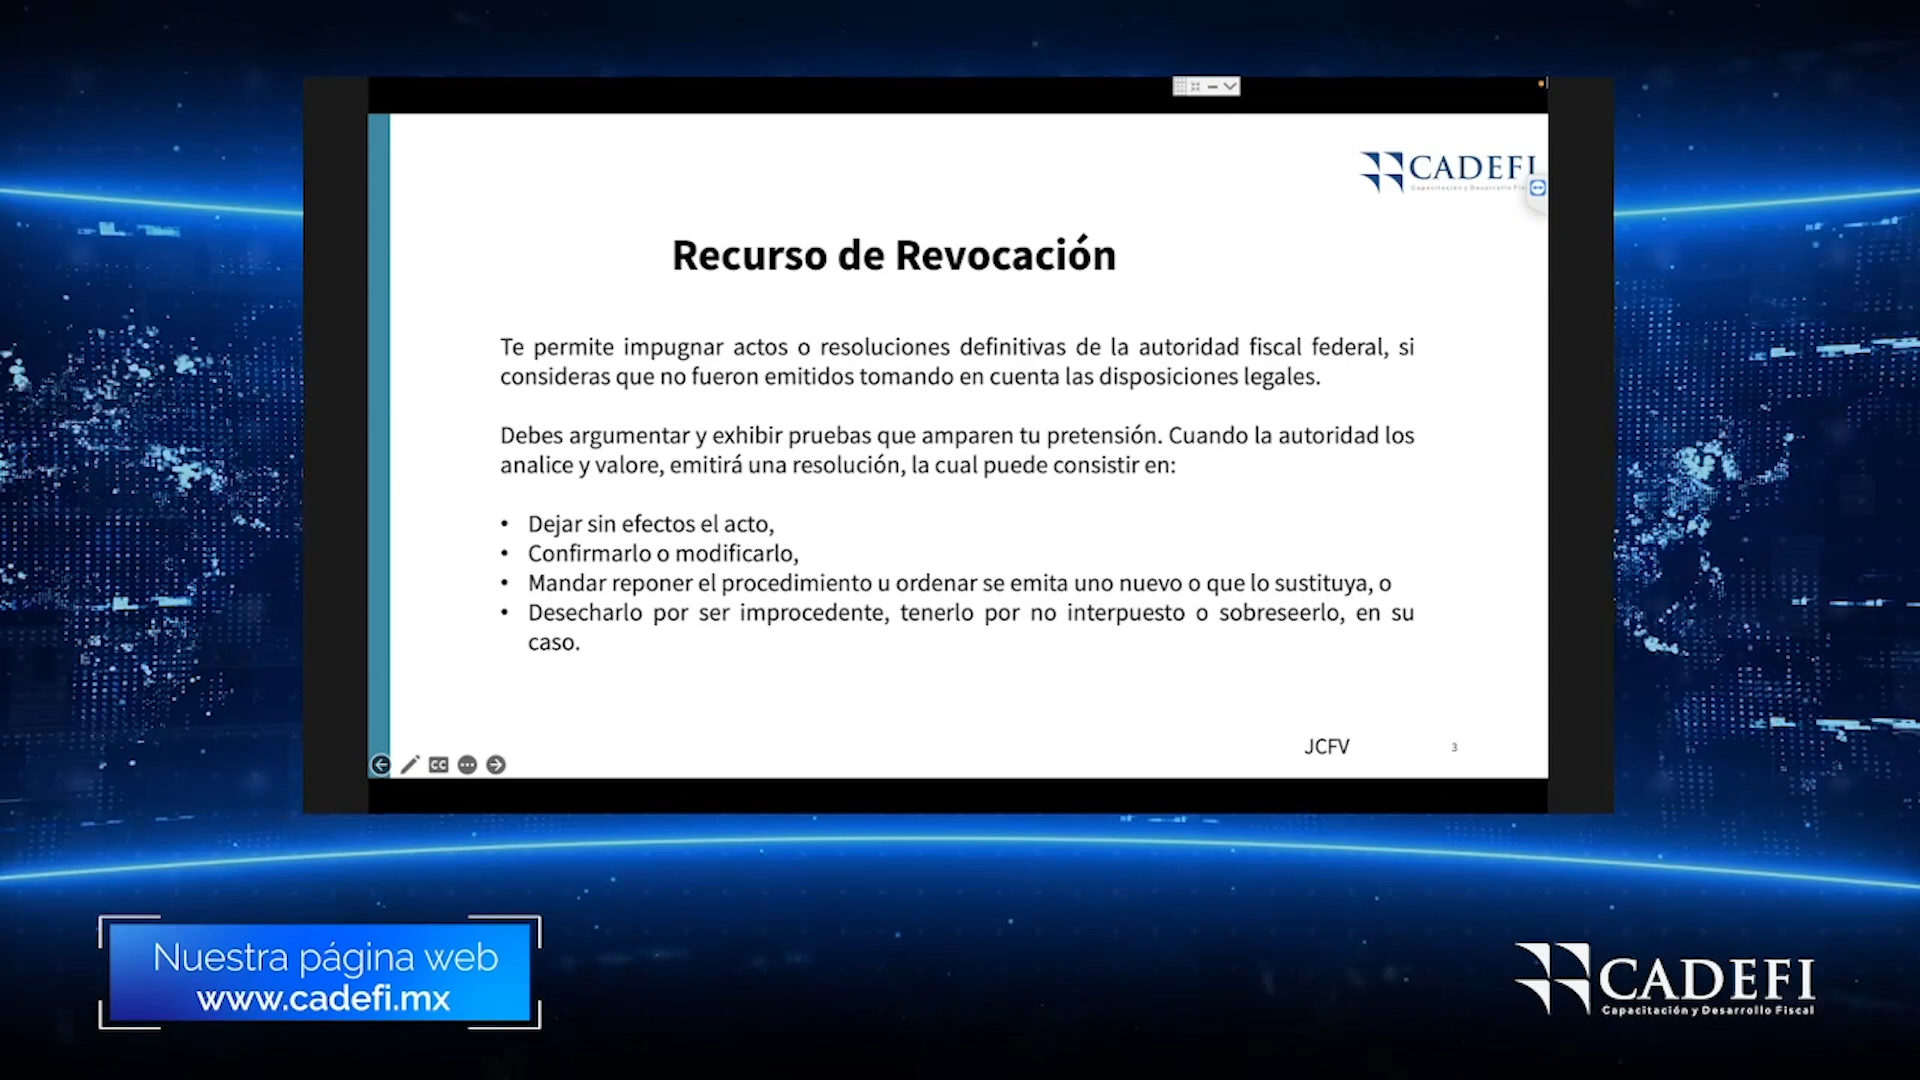 CADEFI
Recurso de Revocación
Te permite impugnar actos o resoluciones definitivas de la autoridad fiscal federal, si
consideras que no fueron emitidos tomando en cuenta las disposiciones legales.
Debes argumentar y exhibir pruebas que amparen tu pretensión. Cuando la autoridad los
analice y valore, emitirá una resolución, la cual puede consistir en:
• Dejar sin efectos el acto,
• Confirmarlo o modificarlo,
• Mandar reponer el procedimiento u ordenar se emita uno nuevo o que lo sustituya, o
• Desecharlo por ser improcedente, tenerlo por no interpuesto o sobreseerlo, en su
caso.
JCFV
3
CC
Nuestra página web
www.cadefi.mx
CADEFI
Capacitación y Desarrollo Fiscal